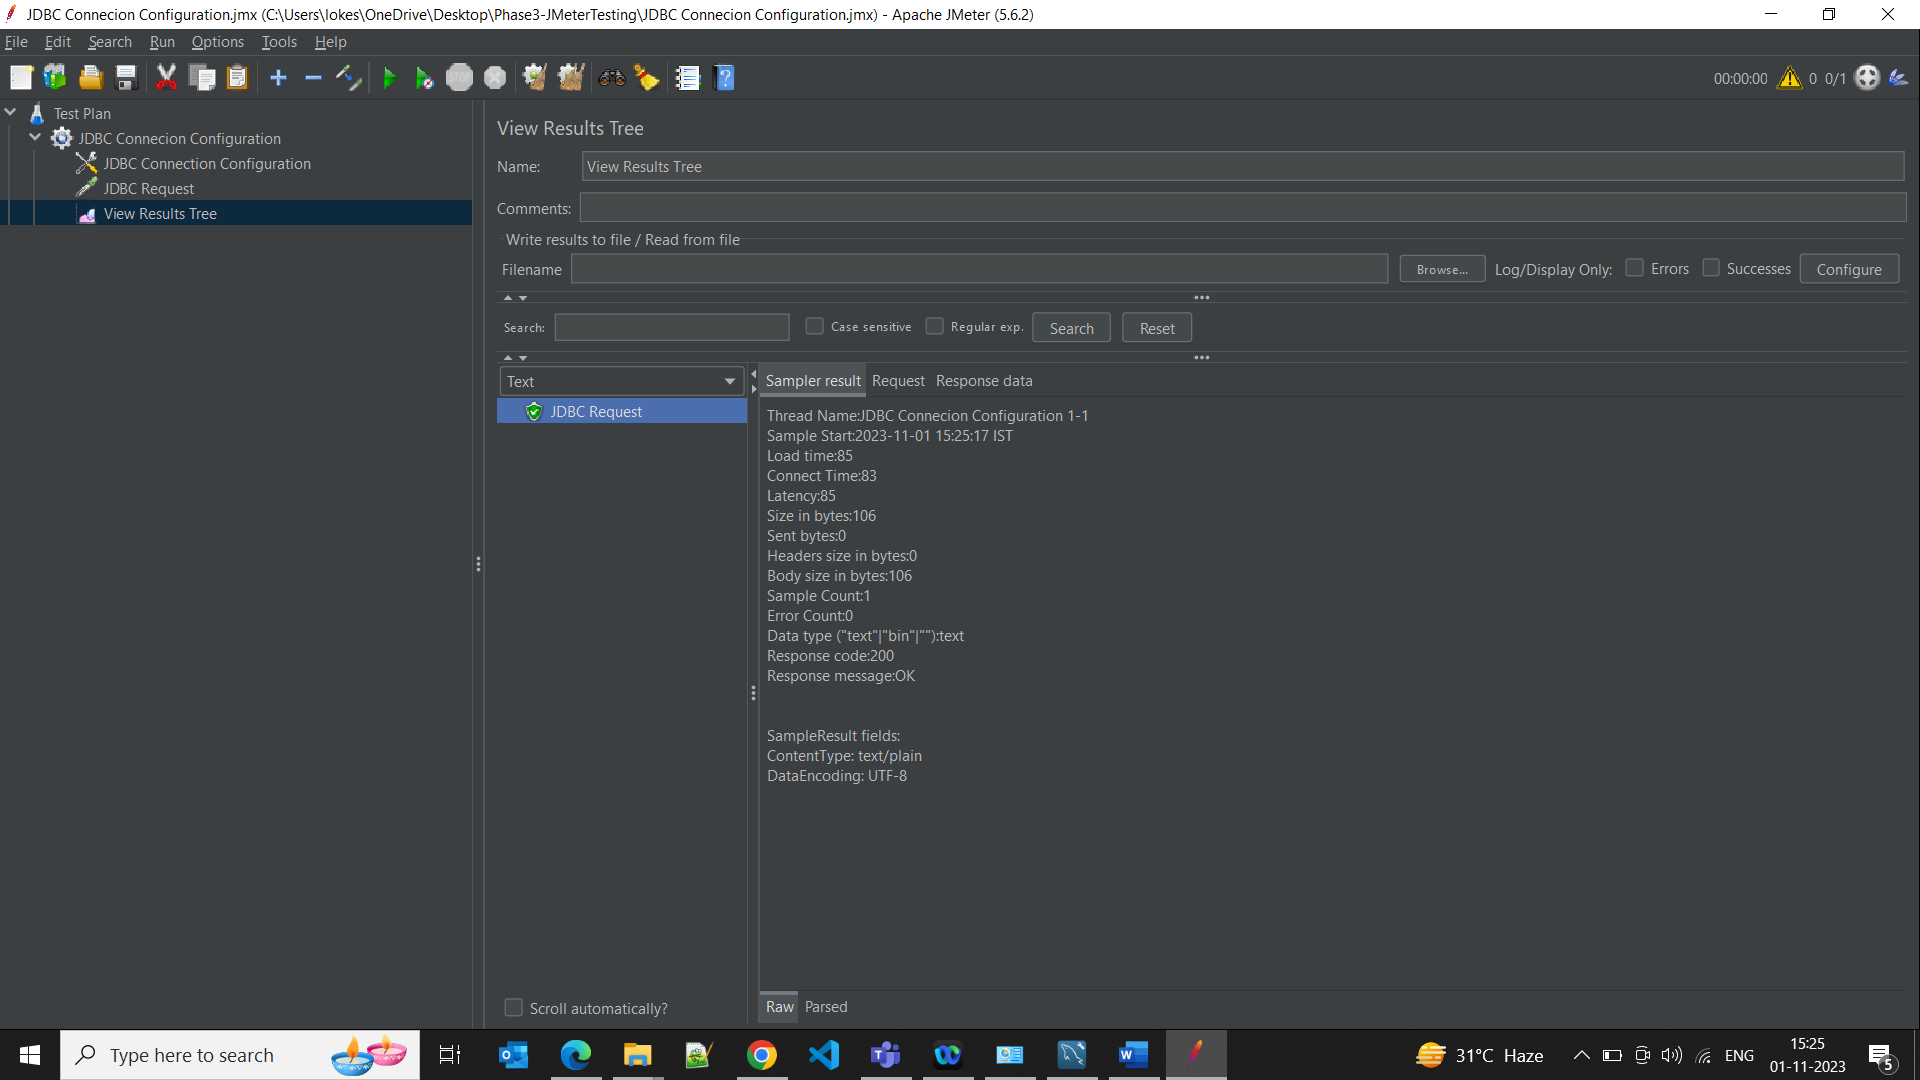 JDBC Connecion Configuration.jmx (C:\Users\lokes\OneDrive\Desktop\Phase3-JMeterTesting\JDBC Connecion Configuration.jmx) - Apache JMeter (5.6.2)
File Edit Search Run Options Tools Help
STOP
00:00:00 0 0/1
Test Plan
JDBC Connecion Configuration
JDBC Connection Configuration
JDBC Request
View Results Tree
View Results Tree
Name: View Results Tree
Comments:
Write results to file / Read from file
Filename Browse... Log/Display Only: Errors Successes Configure
Search: Case sensitive Regular exp. Search Reset
Text
JDBC Request
Sampler result Request Response data
Thread Name:JDBC Connecion Configuration 1-1
Sample Start:2023-11-01 15:25:17 IST
Load time:85
Connect Time:83
Latency:85
Size in bytes:106
Sent bytes:0
Headers size in bytes:0
Body size in bytes:106
Sample Count:1
Error Count:0
Data type ("text"|"bin"|""):text
Response code:200
Response message:OK
SampleResult fields:
ContentType: text/plain
DataEncoding: UTF-8
Scroll automatically?
Raw Parsed
Type here to search
31°C Haze
ENG
15:25
01-11-2023
5